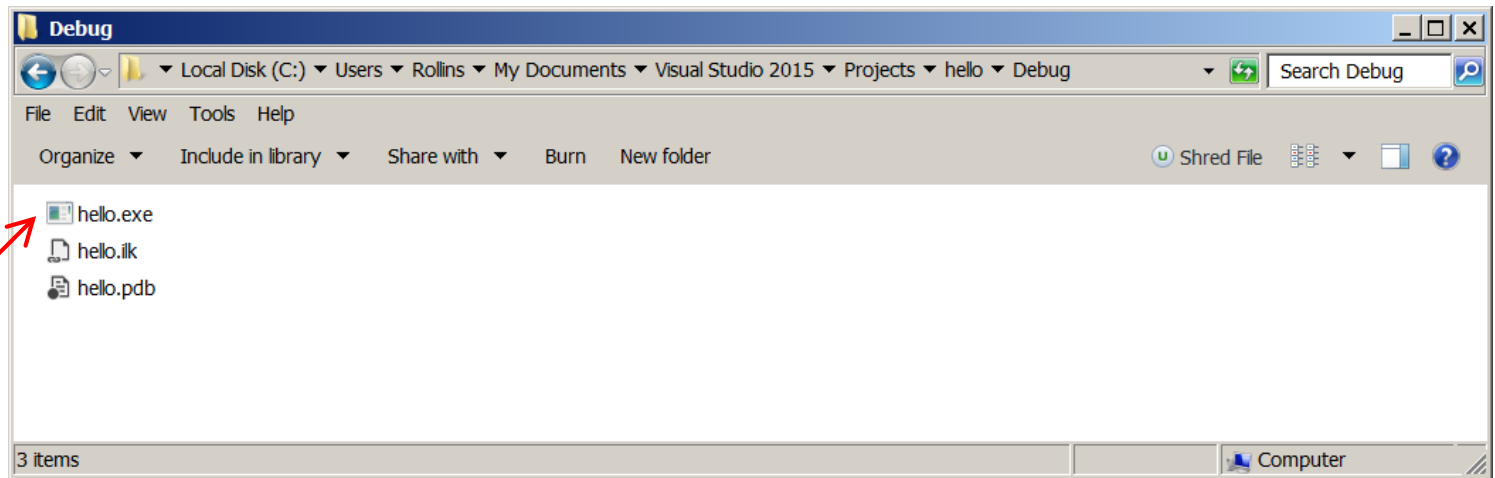 Debug
Local Disk (C:) Users Rollins My Documents Visual Studio 2015 Projects hello Debug Search Debug
File Edit View Tools Help
Organize Include in library Share with Burn New folder Shred File
hello.exe
hello.ilk
hello.pdb
3 items Computer